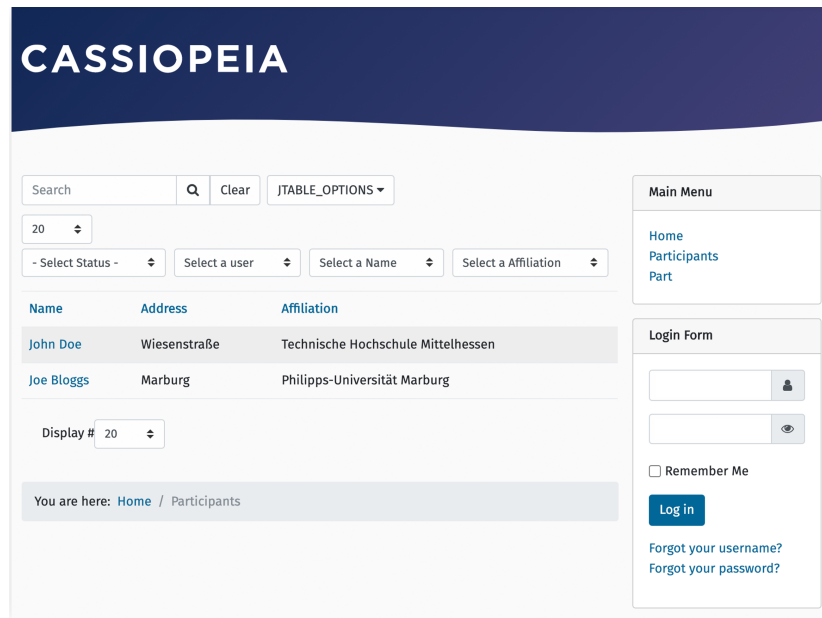 CASSIOPEIA
Search Clear JTABLE_OPTIONS
20
- Select Status - Select a user Select a Name Select a Affiliation
Name Address Affiliation
John Doe Wiesenstraße Technische Hochschule Mittelhessen
Joe Bloggs Marburg Philipps-Universität Marburg
Display # 20
You are here: Home / Participants
Main Menu
Home
Participants
Part
Login Form
Remember Me
Log in
Forgot your username?
Forgot your password?